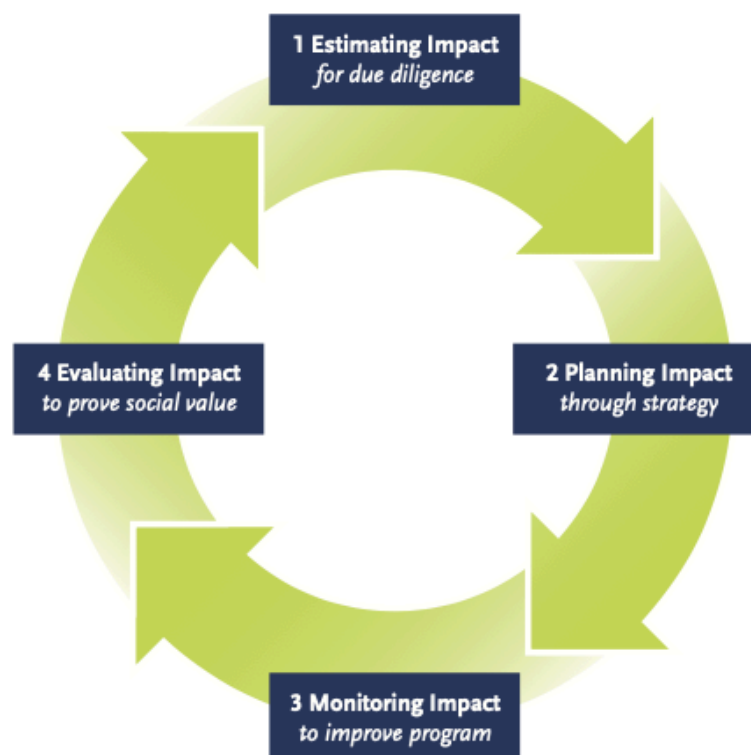 1 Estimating Impact
for due diligence
2 Planning Impact
through strategy
3 Monitoring Impact
to improve program
4 Evaluating Impact
to prove social value